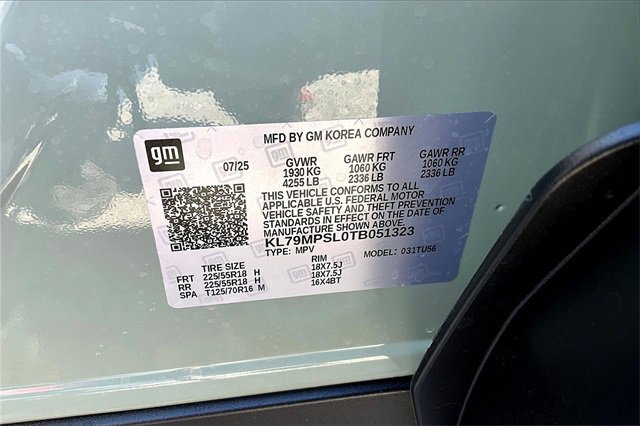 MFD BY GM KOREA COMPANY
gm
07/25 GVWR GAWR FRT GAWR RR
1930 KG 1060 KG 1060 KG
4255 LB 2336 LB 2336 LB
THIS VEHICLE CONFORMS TO ALL
APPLICABLE U.S. FEDERAL MOTOR
VEHICLE SAFETY AND THEFT PREVENTION
STANDARDS IN EFFECT ON THE DATE OF
MANUFACTURE SHOWN ABOVE.
KL79MPSL0TB051323
TYPE: MPV MODEL: 031TU56
TIRE SIZE RIM
FRT 225/55R18 H 18X7.5J
RR 225/55R18 H 18X7.5J
SPA T125/70R16 M 16X4BT